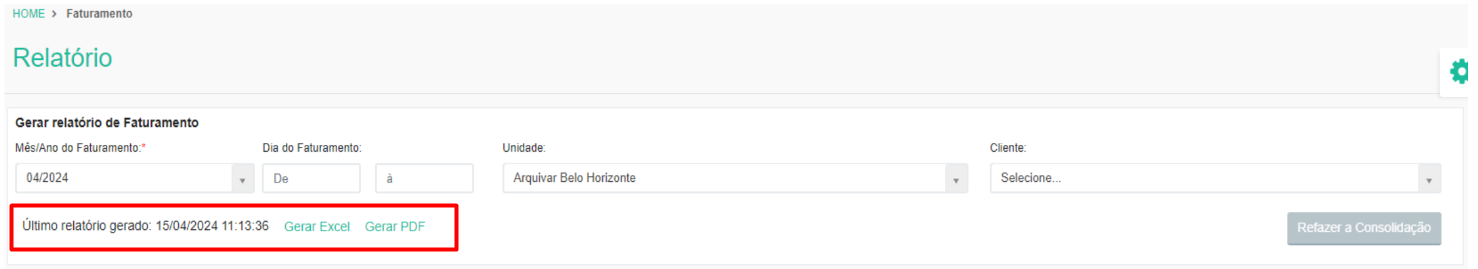 HOME > Faturamento
Relatório
Gerar relatório de Faturamento
Mês/Ano do Faturamento:* Dia do Faturamento: Unidade: Cliente:
04/2024 De à Arquivar Belo Horizonte Selecione...
Último relatório gerado: 15/04/2024 11:13:36 Gerar Excel Gerar PDF Refazer a Consolidação